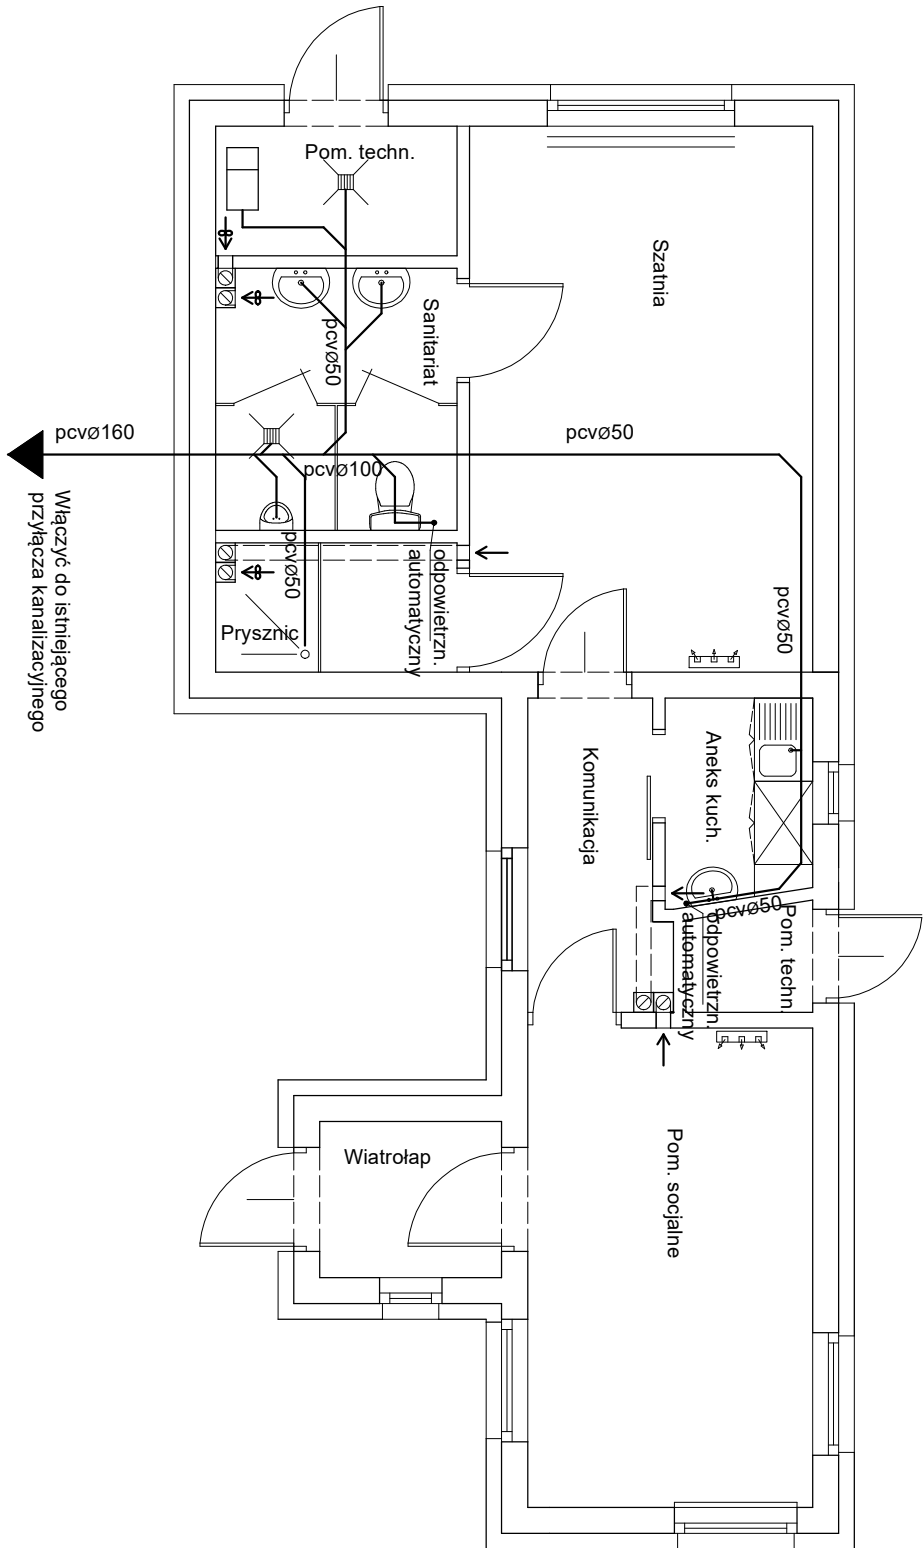 Pom. techn.
Szatnia
Sanitariat
pcvø50
pcvø160
pcvø100
pcvø50
Włączyć do istniejącego
przyłącza kanalizacyjnego
pcvø50
odpowietrzn.
automatyczny
Prysznic
pcvø50
Aneks kuch.
Komunikacja
pcvø50
Pom. techn.
odpowietrzn.
automatyczny
Wiatrołap
Pom. socjalne